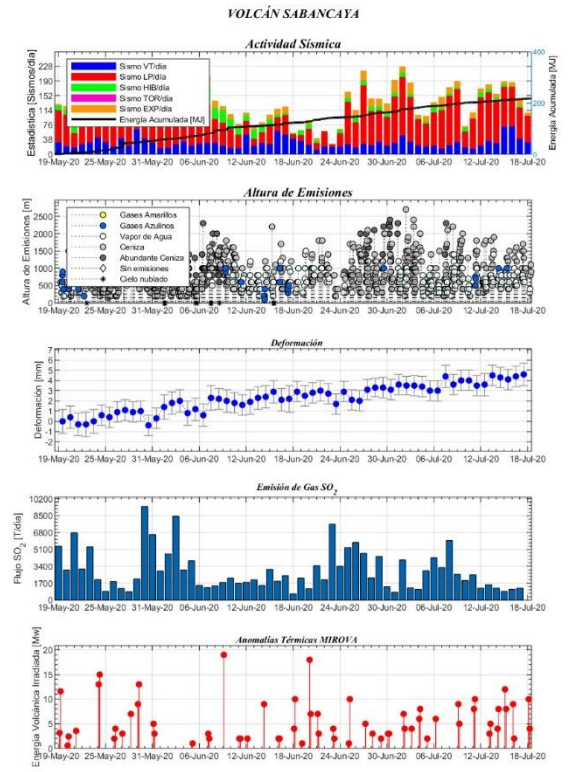 VOLCÁN SABANCAYA
Actividad Sísmica
Estadistica [Sismos/día]
228
190
152
114
76
38
0
Sismo VT/día
Sismo LP/día
Sismo HIB/día
Sismo TOR/día
Sismo EXP/día
Energía Acumulada [MJ]
400
200
0
Energía Acumulada [MJ]
19-May-20 25-May-20 31-May-20 06-Jun-20 12-Jun-20 18-Jun-20 24-Jun-20 30-Jun-20 06-Jul-20 12-Jul-20 18-Jul-20
Altura de Emisiones
Altura de Emisiones [m]
2500
2000
1500
1000
500
0
Gases Amarillos
Gases Azulinos
Vapor de Agua
Ceniza
Abundante Ceniza
Sin emisiones
Cielo nublado
19-May-20 25-May-20 31-May-20 06-Jun-20 12-Jun-20 18-Jun-20 24-Jun-20 30-Jun-20 06-Jul-20 12-Jul-20 18-Jul-20
Deformación
Deformación [mm]
7
6
5
4
3
2
1
0
-1
-2
19-May-20 25-May-20 31-May-20 06-Jun-20 12-Jun-20 18-Jun-20 24-Jun-20 30-Jun-20 06-Jul-20 12-Jul-20 18-Jul-20
Emisión de Gas SO2
Flujo SO2 [T/día]
10200
8500
6800
5100
3400
1700
0
19-May-20 25-May-20 31-May-20 06-Jun-20 12-Jun-20 18-Jun-20 24-Jun-20 30-Jun-20 06-Jul-20 12-Jul-20 18-Jul-20
Anomalías Térmicas MIROVA
Energía Volcánica Irradiada [Mw]
20
15
10
5
0
19-May-20 25-May-20 31-May-20 06-Jun-20 12-Jun-20 18-Jun-20 24-Jun-20 30-Jun-20 06-Jul-20 12-Jul-20 18-Jul-20